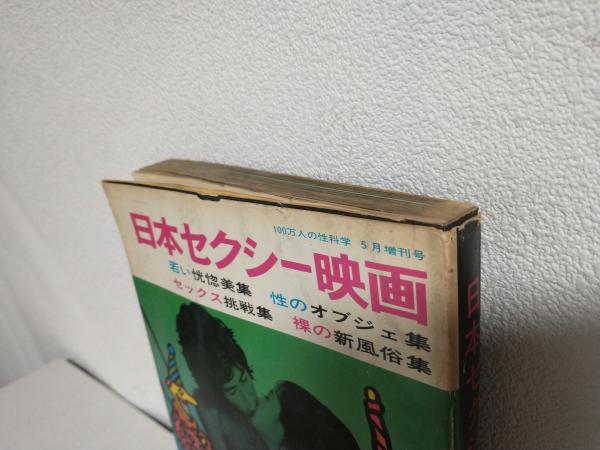 100万人の性科学 5月増刊号
日本セクシー映画
若い恍惚美集 性のオブジェ集
セックス挑戦集 裸の新風俗集
日本セク